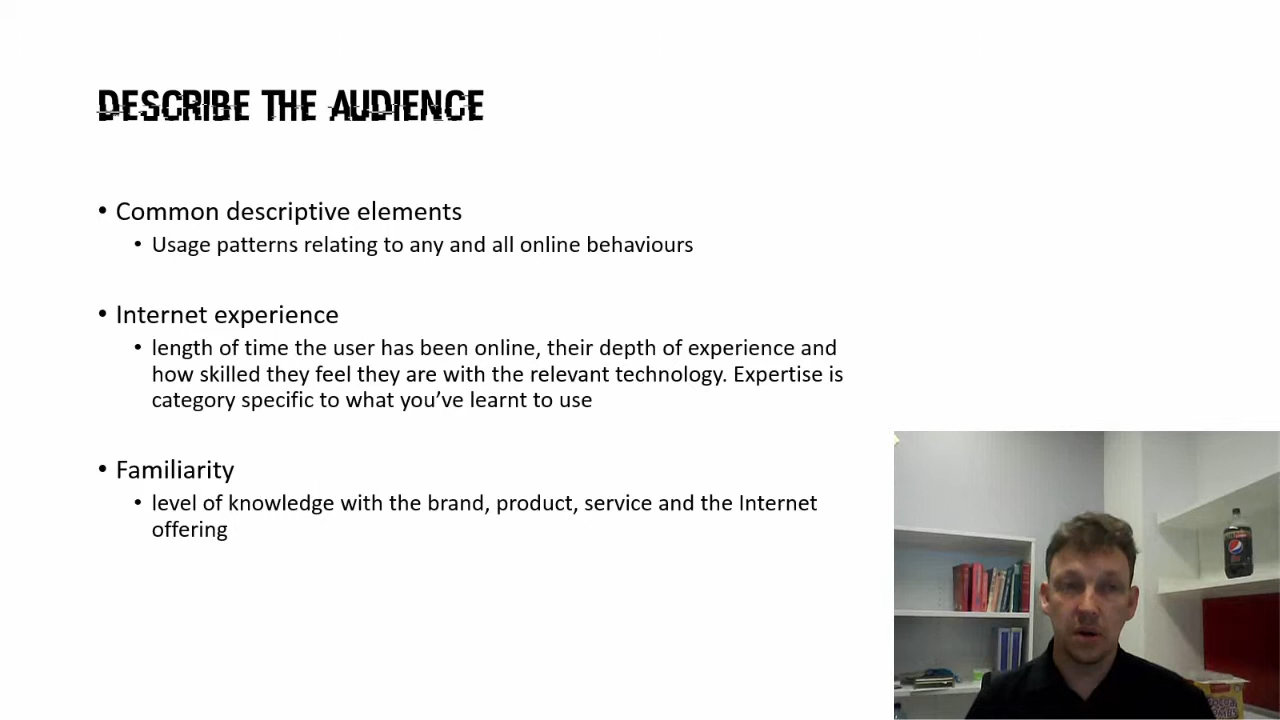 DESCRIBE THE AUDIENCE
• Common descriptive elements
• Usage patterns relating to any and all online behaviours
• Internet experience
• length of time the user has been online, their depth of experience and
how skilled they feel they are with the relevant technology. Expertise is
category specific to what you’ve learnt to use
• Familiarity
• level of knowledge with the brand, product, service and the Internet
offering